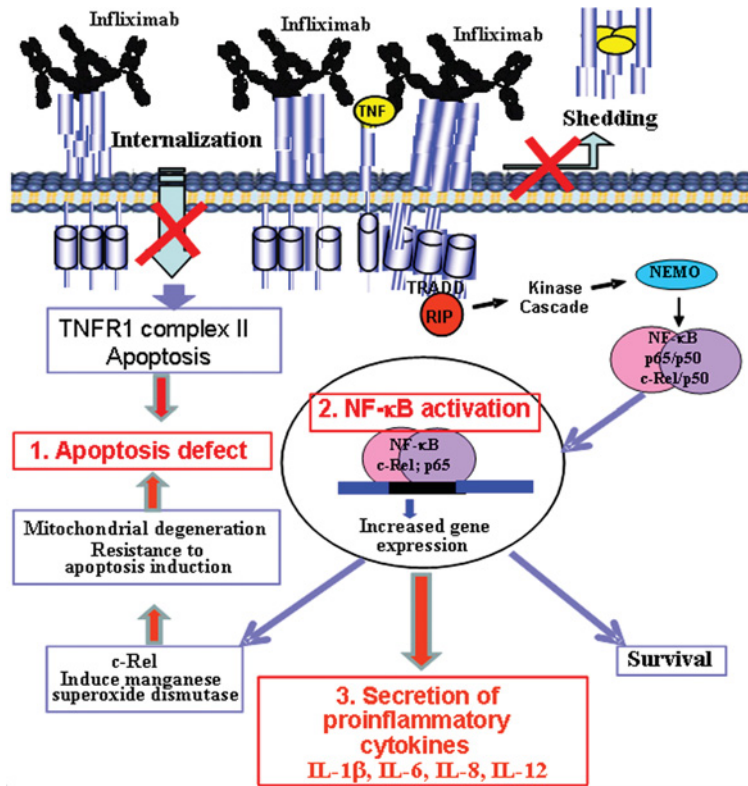 Infliximab
Infliximab
Infliximab
TNF
Shedding
Internalization
TRADD
RIP
Kinase
Cascade
NEMO
NF-κB
p65/p50
c-Rel/p50
TNFR1 complex II
Apoptosis
1. Apoptosis defect
2. NF-κB activation
NF-κB
c-Rel; p65
Increased gene
expression
Mitochondrial degeneration
Resistance to
apoptosis induction
c-Rel
Induce manganese
superoxide dismutase
Survival
3. Secretion of
proinflammatory
cytokines
IL-1β, IL-6, IL-8, IL-12